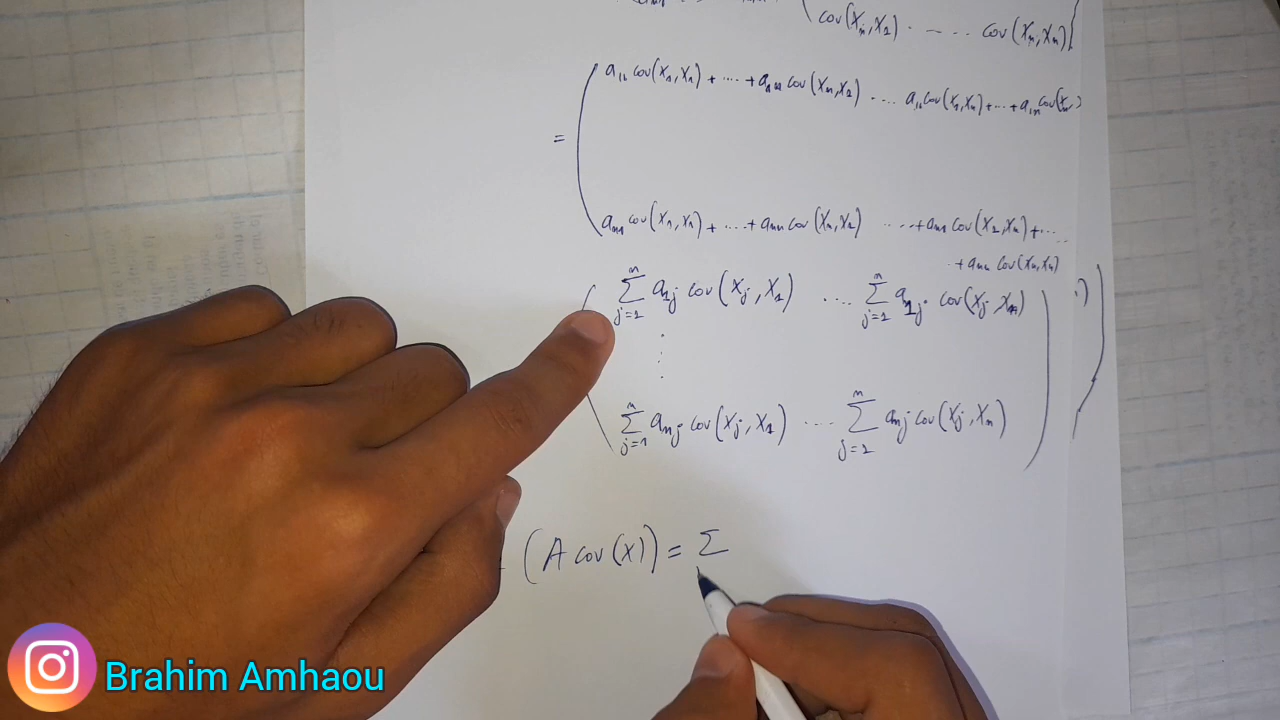 cov(Xn,X1) . — . . . cov(Xn,Xn)
= ( a11 cov(X1,X1) + .... + a1n cov(Xn,X1) .... a11 cov(X1,Xn) + ... + a1n cov(Xn,
an1 cov(X1,X1) + .... + ann cov(Xn,X1) ....+ an1 cov(X1,Xn) + ....
..+ ann cov(Xn,Xn)
( Σ_{j=1}^{n} a1j cov(Xj, X1) .... Σ_{j=1}^{n} a1j cov(Xj, Xn) )
⋮
Σ_{j=1}^{n} anj cov(Xj, X1) .... Σ_{j=1}^{n} anj cov(Xj, Xn)
(A cov(X)) = Σ
Brahim Amhaou